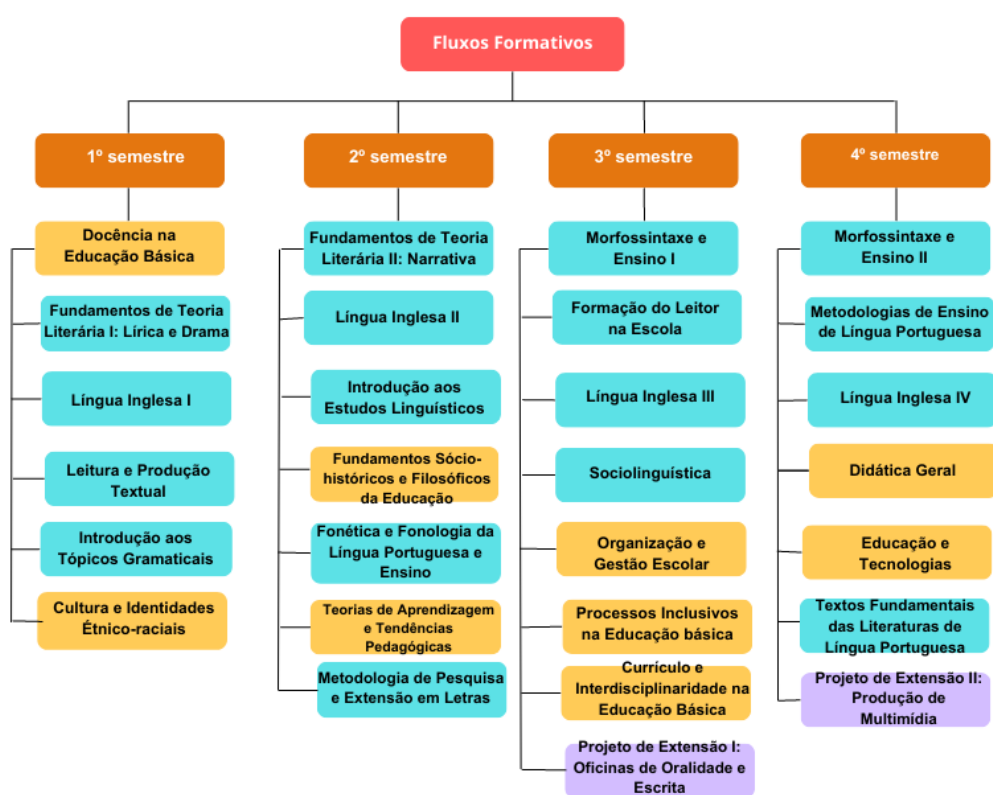 Fluxos Formativos
1º semestre
Docência na
Educação Básica
Fundamentos de Teoria
Literária I: Lírica e Drama
Língua Inglesa I
Leitura e Produção
Textual
Introdução aos
Tópicos Gramaticais
Cultura e Identidades
Étnico-raciais
2º semestre
Fundamentos de Teoria
Literária II: Narrativa
Língua Inglesa II
Introdução aos
Estudos Linguísticos
Fundamentos Sócio-
históricos e Filosóficos
da Educação
Fonética e Fonologia da
Língua Portuguesa e
Ensino
Teorias de Aprendizagem
e Tendências
Pedagógicas
Metodologia de Pesquisa
e Extensão em Letras
3º semestre
Morfossintaxe e
Ensino I
Formação do Leitor
na Escola
Língua Inglesa III
Sociolinguística
Organização e
Gestão Escolar
Processos Inclusivos
na Educação básica
Currículo e
Interdisciplinaridade na
Educação Básica
Projeto de Extensão I:
Oficinas de Oralidade e
Escrita
4º semestre
Morfossintaxe e
Ensino II
Metodologias de Ensino
de Língua Portuguesa
Língua Inglesa IV
Didática Geral
Educação e
Tecnologias
Textos Fundamentais
das Literaturas de
Língua Portuguesa
Projeto de Extensão II:
Produção de
Multimídia